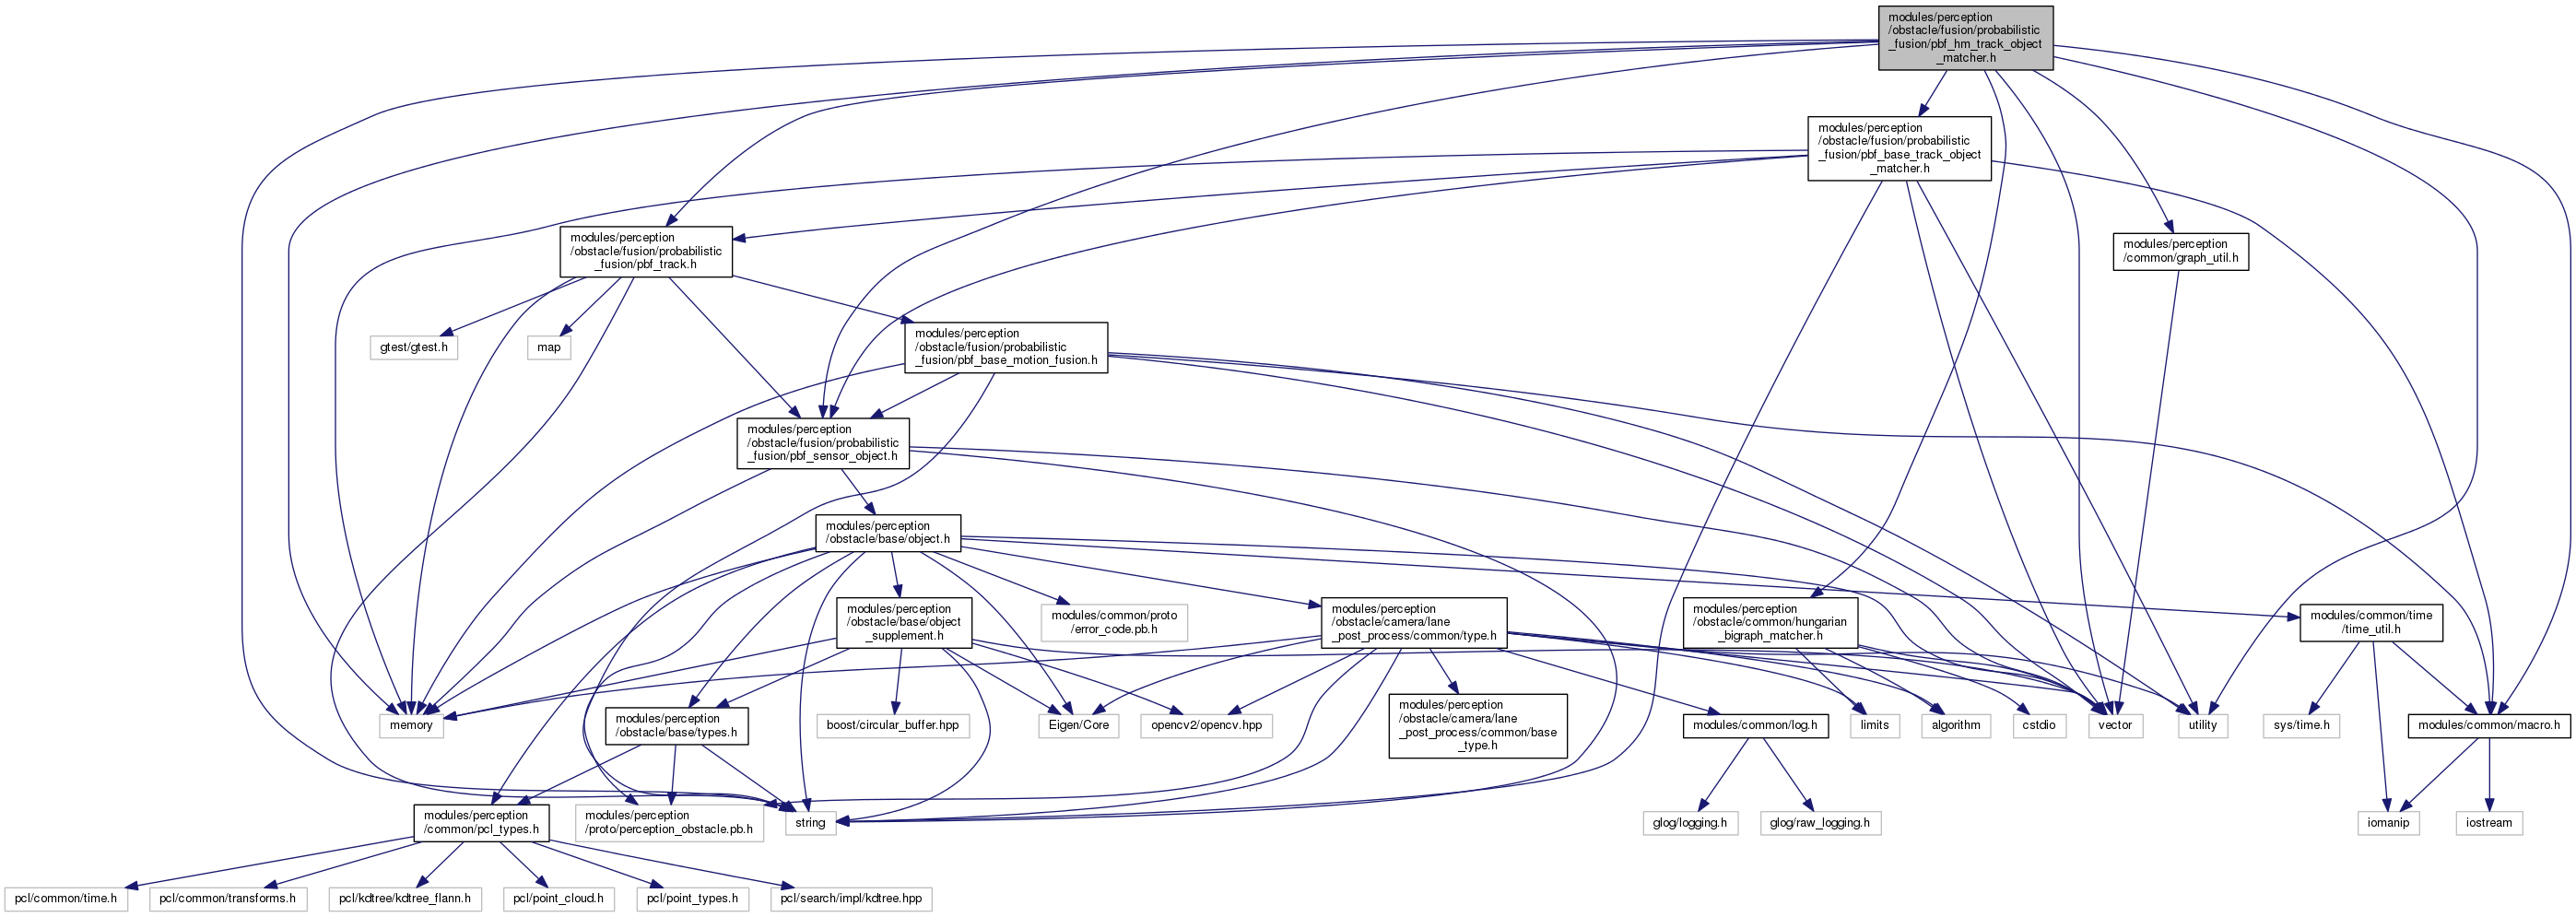 modules/perception
/obstacle/fusion/probabilistic
_fusion/pbf_hm_track_object
_matcher.h
modules/perception
/obstacle/fusion/probabilistic
_fusion/pbf_base_track_object
_matcher.h
modules/perception
/obstacle/fusion/probabilistic
_fusion/pbf_track.h
modules/perception
/common/graph_util.h
gtest/gtest.h
map
modules/perception
/obstacle/fusion/probabilistic
_fusion/pbf_base_motion_fusion.h
modules/perception
/obstacle/fusion/probabilistic
_fusion/pbf_sensor_object.h
modules/perception
/obstacle/base/object.h
modules/perception
/obstacle/base/object
_supplement.h
modules/common/proto
/error_code.pb.h
modules/perception
/obstacle/camera/lane
_post_process/common/type.h
modules/perception
/obstacle/common/hungarian
_bigraph_matcher.h
modules/common/time
/time_util.h
memory
modules/perception
/obstacle/base/types.h
boost/circular_buffer.hpp
Eigen/Core
opencv2/opencv.hpp
modules/perception
/obstacle/camera/lane
_post_process/common/base
_type.h
modules/common/log.h
limits
algorithm
cstdio
vector
utility
sys/time.h
modules/common/macro.h
modules/perception
/common/pcl_types.h
modules/perception
/proto/perception_obstacle.pb.h
string
glog/logging.h
glog/raw_logging.h
iomanip
iostream
pcl/common/time.h
pcl/common/transforms.h
pcl/kdtree/kdtree_flann.h
pcl/point_cloud.h
pcl/point_types.h
pcl/search/impl/kdtree.hpp